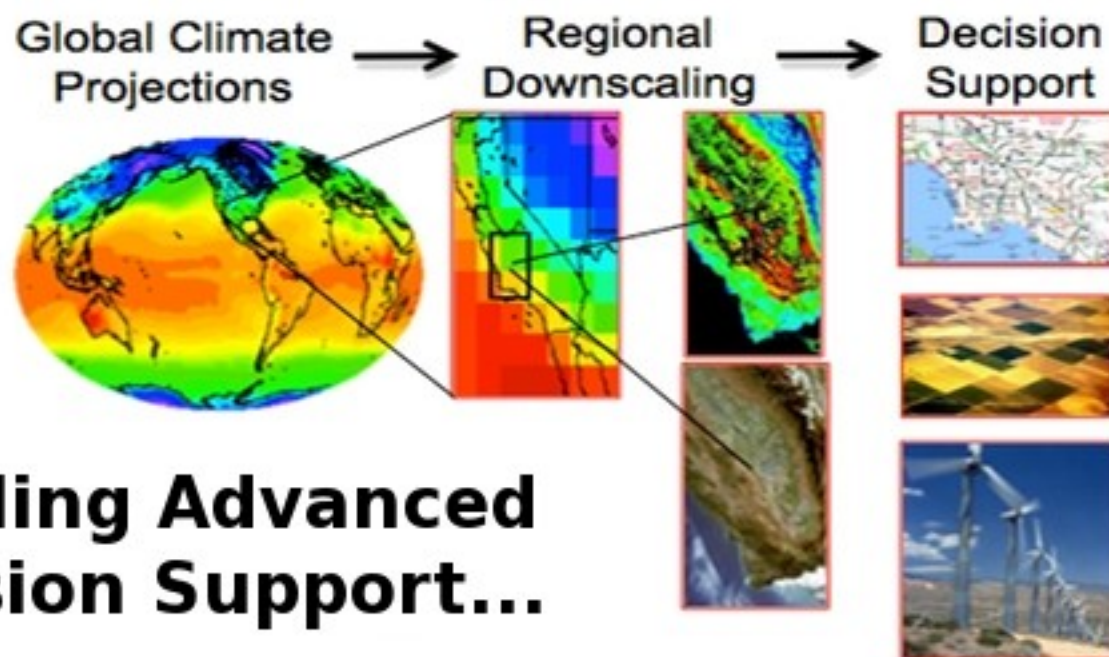 Global Climate
Projections
Regional
Downscaling
Decision
Support
ling Advanced
sion Support...